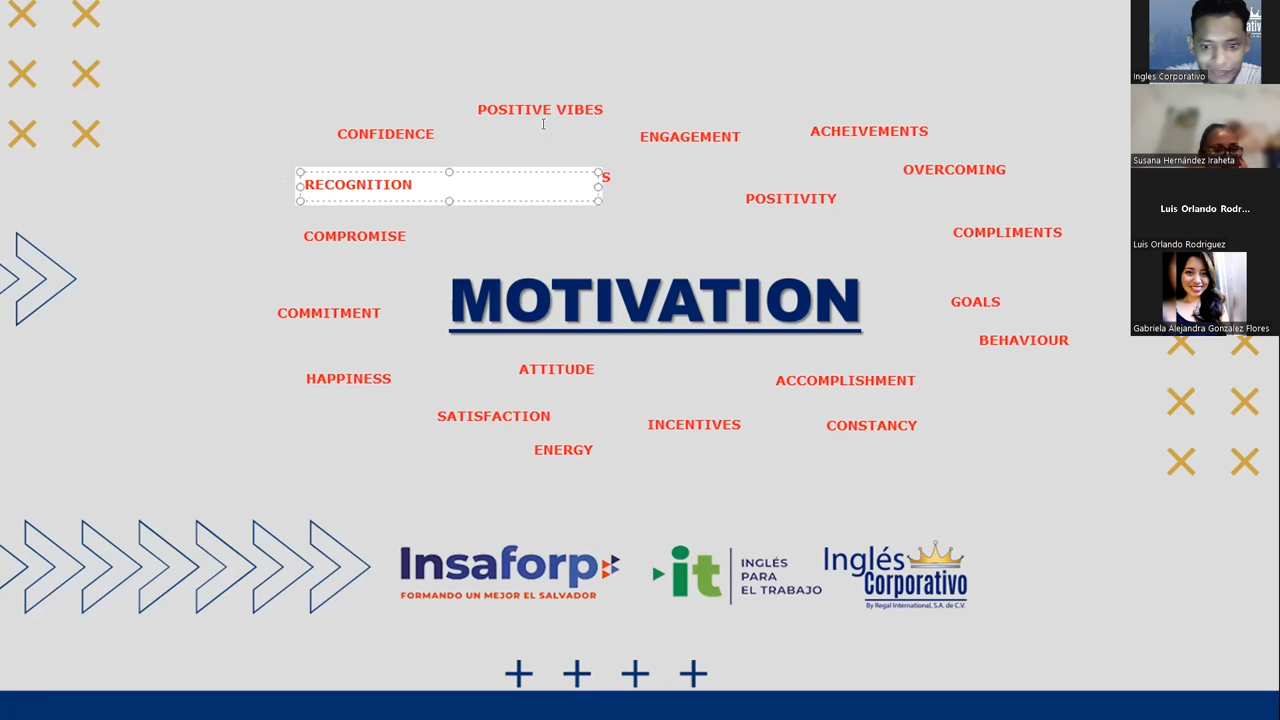 POSITIVE VIBES
CONFIDENCE
ENGAGEMENT
ACHEIVEMENTS
OVERCOMING
RECOGNITION
S
POSITIVITY
COMPROMISE
COMPLIMENTS
MOTIVATION
COMMITMENT
GOALS
BEHAVIOUR
ATTITUDE
HAPPINESS
ACCOMPLISHMENT
SATISFACTION
INCENTIVES
CONSTANCY
ENERGY
Insaforp
FORMANDO UN MEJOR EL SALVADOR
it
INGLÉS
PARA
EL TRABAJO
Inglés
Corporativo
By Regal International, S.A. de C.V.
Ingles Corporativo
Susana Hernández Iraheta
Luis Orlando Rodr...
Luis Orlando Rodriguez
Gabriela Alejandra Gonzalez Flores